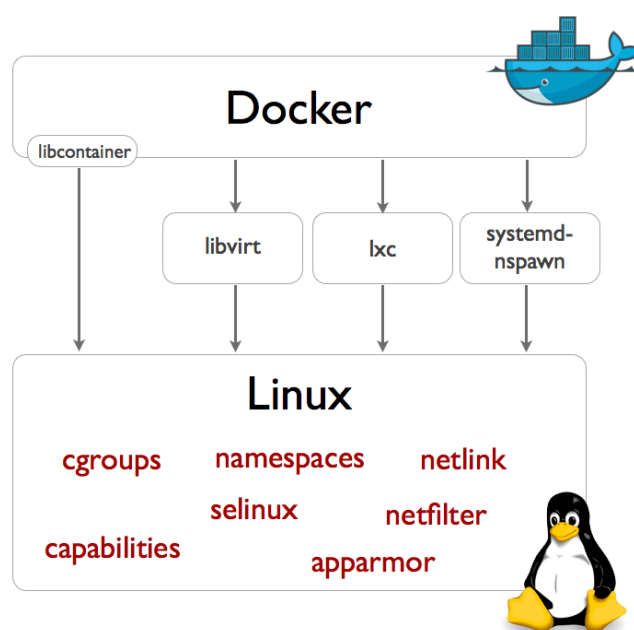 Docker
libcontainer
libvirt
lxc
systemd-
nspawn
Linux
cgroups
namespaces
netlink
selinux
netfilter
capabilities
apparmor